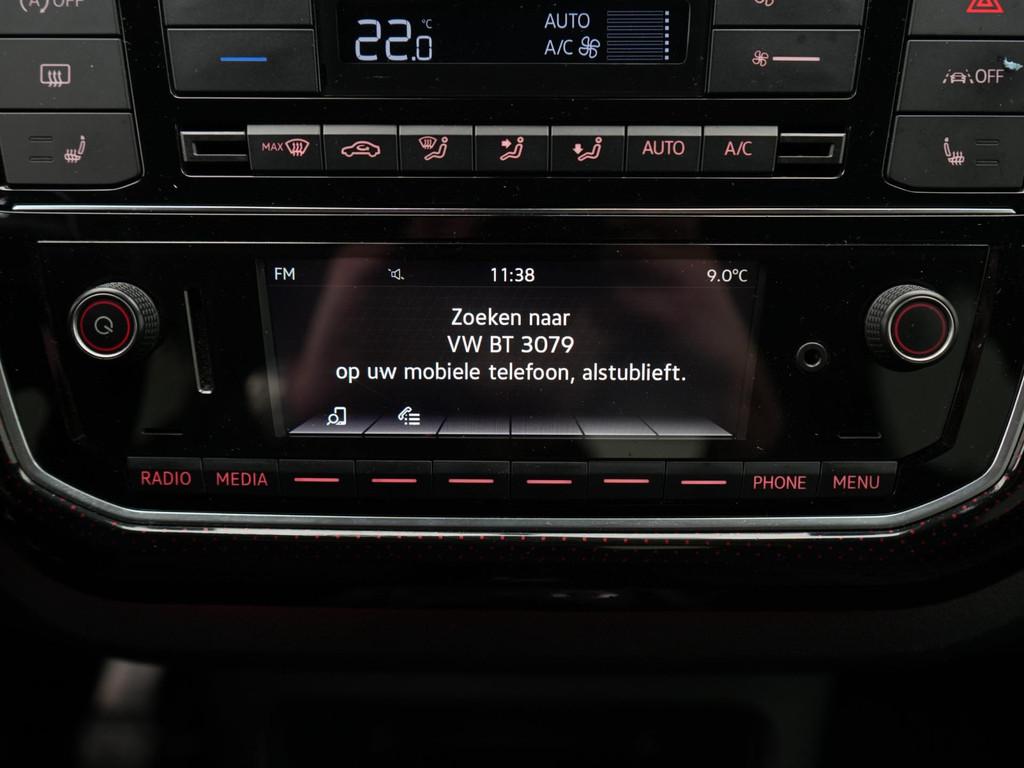 (A)OFF
22.0 °C
AUTO
A/C
OFF
MAX
AUTO
A/C
FM
11:38
9.0°C
Zoeken naar
VW BT 3079
op uw mobiele telefoon, alstublieft.
RADIO
MEDIA
PHONE
MENU